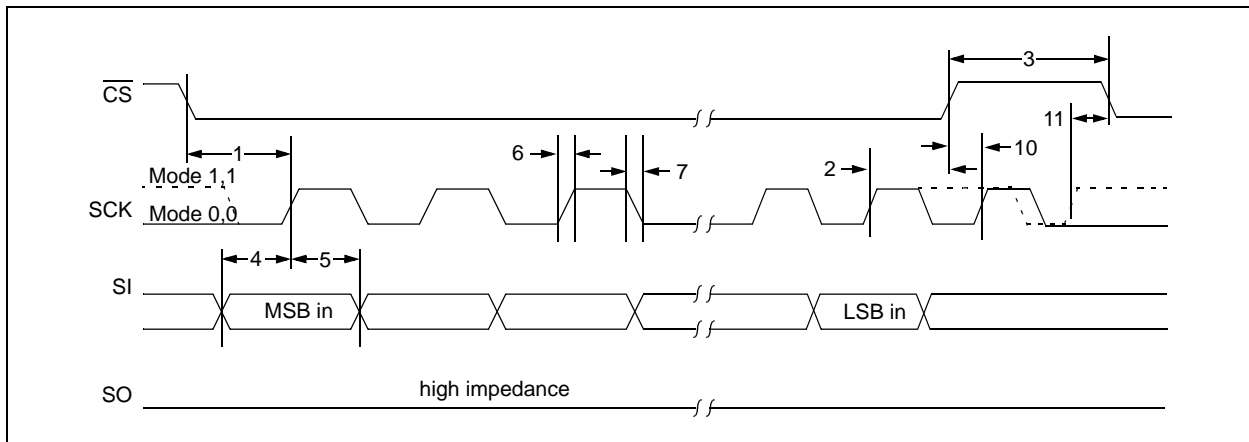 3
CS
11
1
6
2
10
7
Mode 1,1
SCK
Mode 0,0
4
5
SI
MSB in
LSB in
SO
high impedance